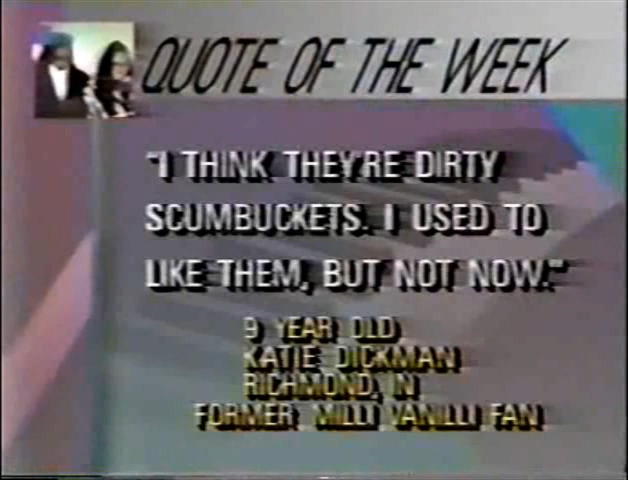 QUOTE OF THE WEEK
"I THINK THEY'RE DIRTY
SCUMBUCKETS. I USED TO
LIKE THEM, BUT NOT NOW."
9 YEAR OLD
KATIE DICKMAN
RICHMOND, IN
FORMER MILLI VANILLI FAN